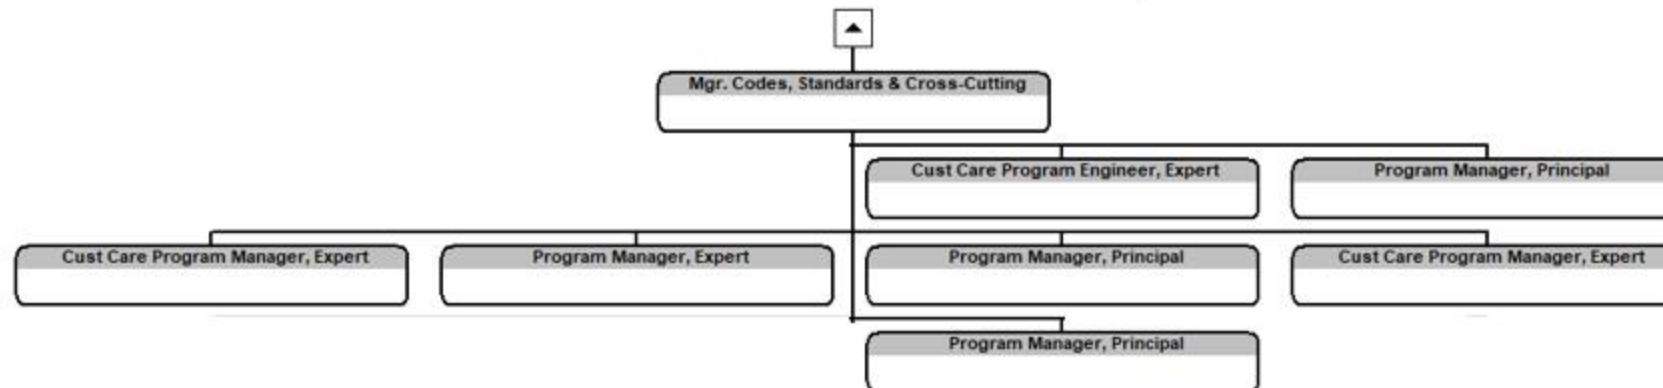 Mgr. Codes, Standards & Cross-Cutting
Cust Care Program Engineer, Expert
Program Manager, Principal
Cust Care Program Manager, Expert
Program Manager, Expert
Program Manager, Principal
Cust Care Program Manager, Expert
Program Manager, Principal